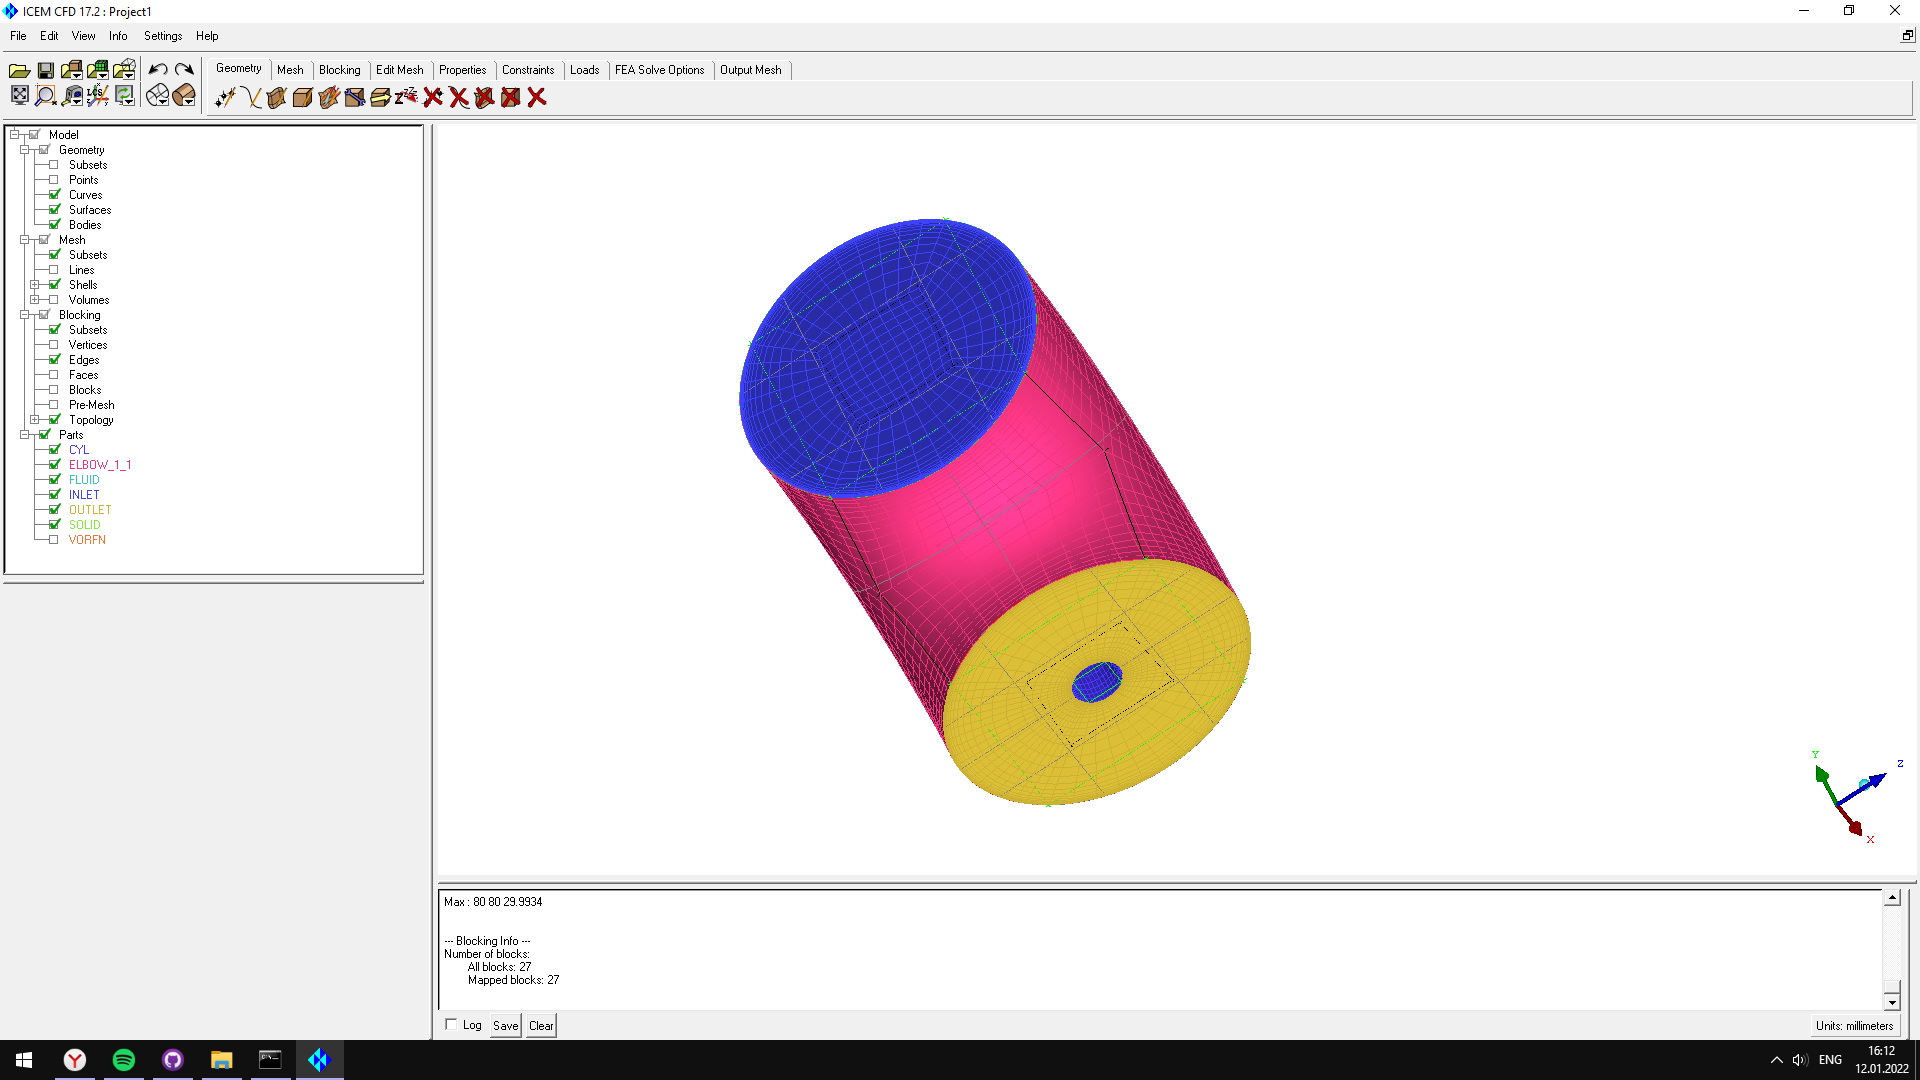 ICEM CFD 17.2 : Project1
File Edit View Info Settings Help
Geometry Mesh Blocking Edit Mesh Properties Constraints Loads FEA Solve Options Output Mesh
LCS
Model
Geometry
Subsets
Points
Curves
Surfaces
Bodies
Mesh
Subsets
Lines
Shells
Volumes
Blocking
Subsets
Vertices
Edges
Faces
Blocks
Pre-Mesh
Topology
Parts
CYL
ELBOW_1_1
FLUID
INLET
OUTLET
SOLID
VORFN
Y
Z
X
Max : 80 80 29.9934
--- Blocking Info ---
Number of blocks:
All blocks: 27
Mapped blocks: 27
Log Save Clear
Units: millimeters
ENG
16:12
12.01.2022